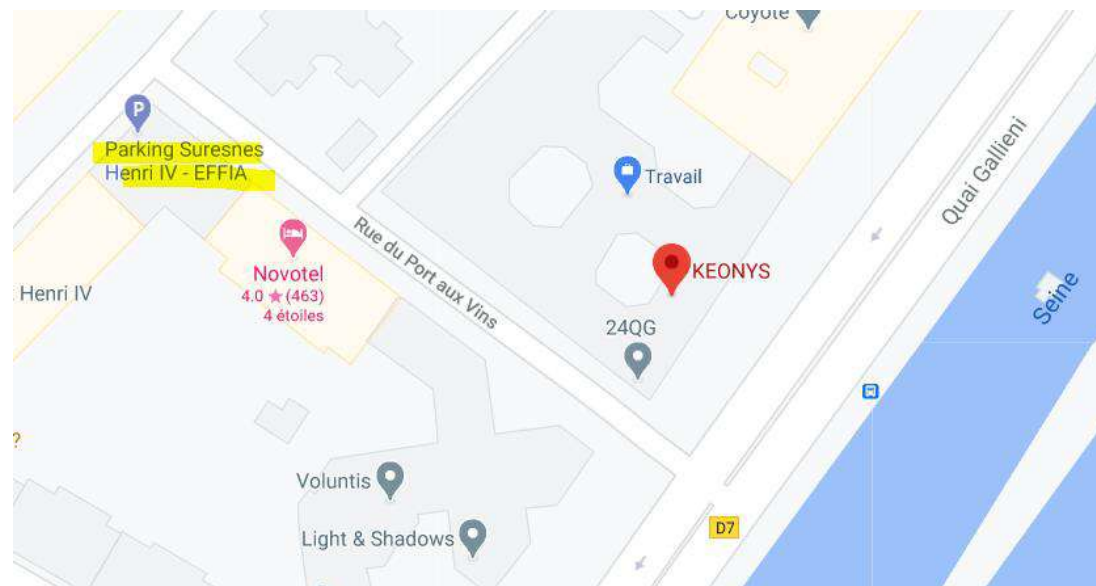 Coyote
P
Parking Suresnes
Henri IV - EFFIA
Travail
Quai Gallieni
Rue du Port aux Vins
Novotel
4.0 ★ (463)
4 étoiles
KEONYS
Henri IV
Seine
24QG
?
Voluntis
Light & Shadows
D7